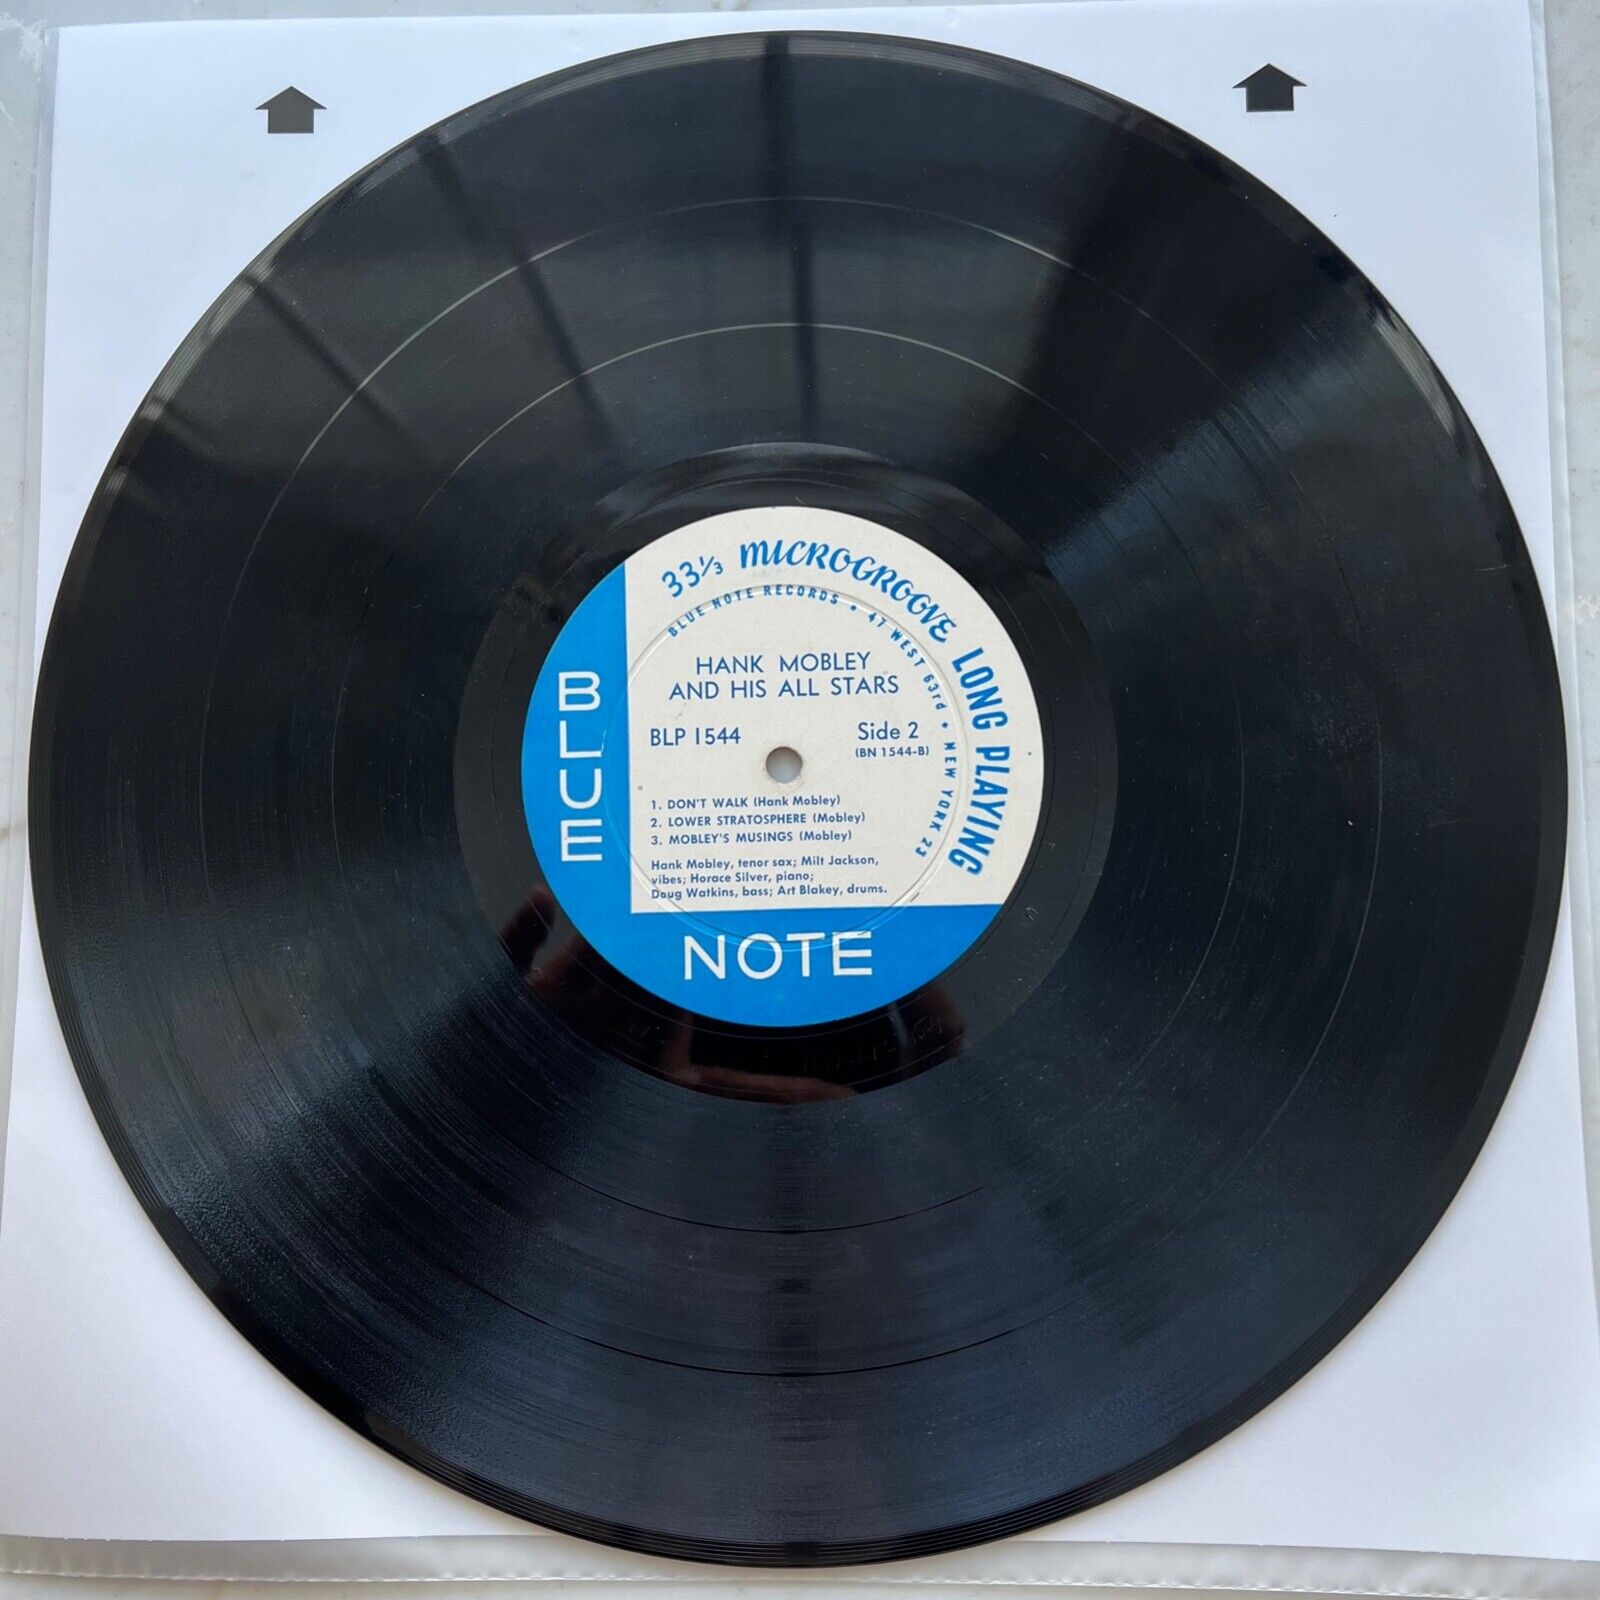 33⅓ MICROGROOVE LONG PLAYING
BLUE NOTE RECORDS • 47 WEST 63rd • NEW YORK 23
HANK MOBLEY
AND HIS ALL STARS
BLP 1544
Side 2
(BN 1544-B)
1. DON'T WALK (Hank Mobley)
2. LOWER STRATOSPHERE (Mobley)
3. MOBLEY'S MUSINGS (Mobley)
Hank Mobley, tenor sax; Milt Jackson,
vibes; Horace Silver, piano;
Doug Watkins, bass; Art Blakey, drums.
BLUE
NOTE